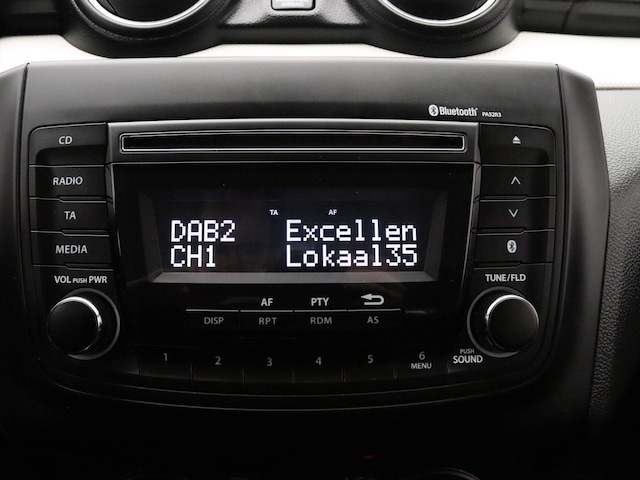 Bluetooth PA52R3
CD
RADIO
TA
MEDIA
VOL PUSH PWR
TA AF
DAB2 Excellen
CH1 Lokaal35
TUNE/FLD
AF PTY
DISP RPT RDM AS
1 2 3 4 5 6
MENU
PUSH
SOUND